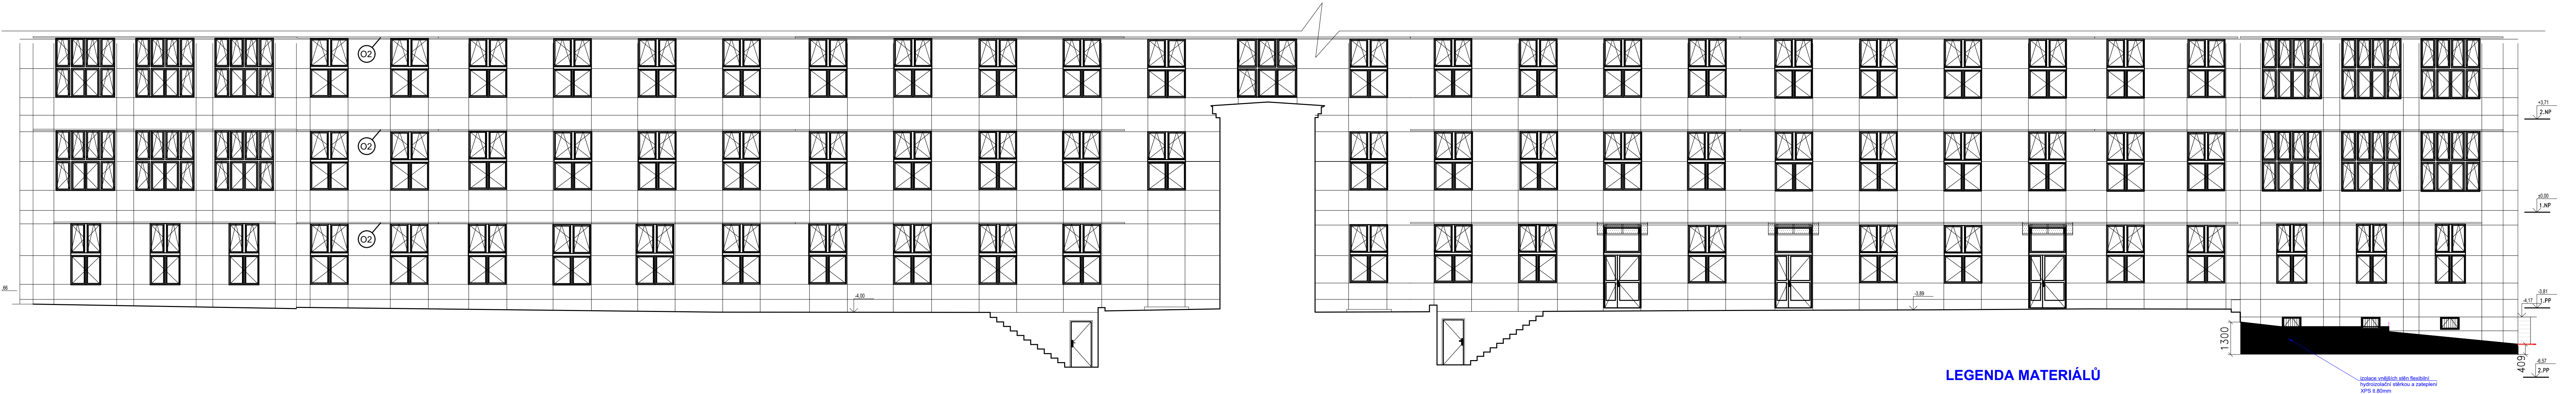 O2
+3,71
2.NP
O2
±0,00
1.NP
O2
,66
-4,00
-3,89
-3,81
1.PP
-4,17
1300
409
-6,57
2.PP
LEGENDA MATERIÁLŮ
izolace vnějších stěn flexibilní
hydroizolační stěrkou a zateplení
XPS tl.80mm